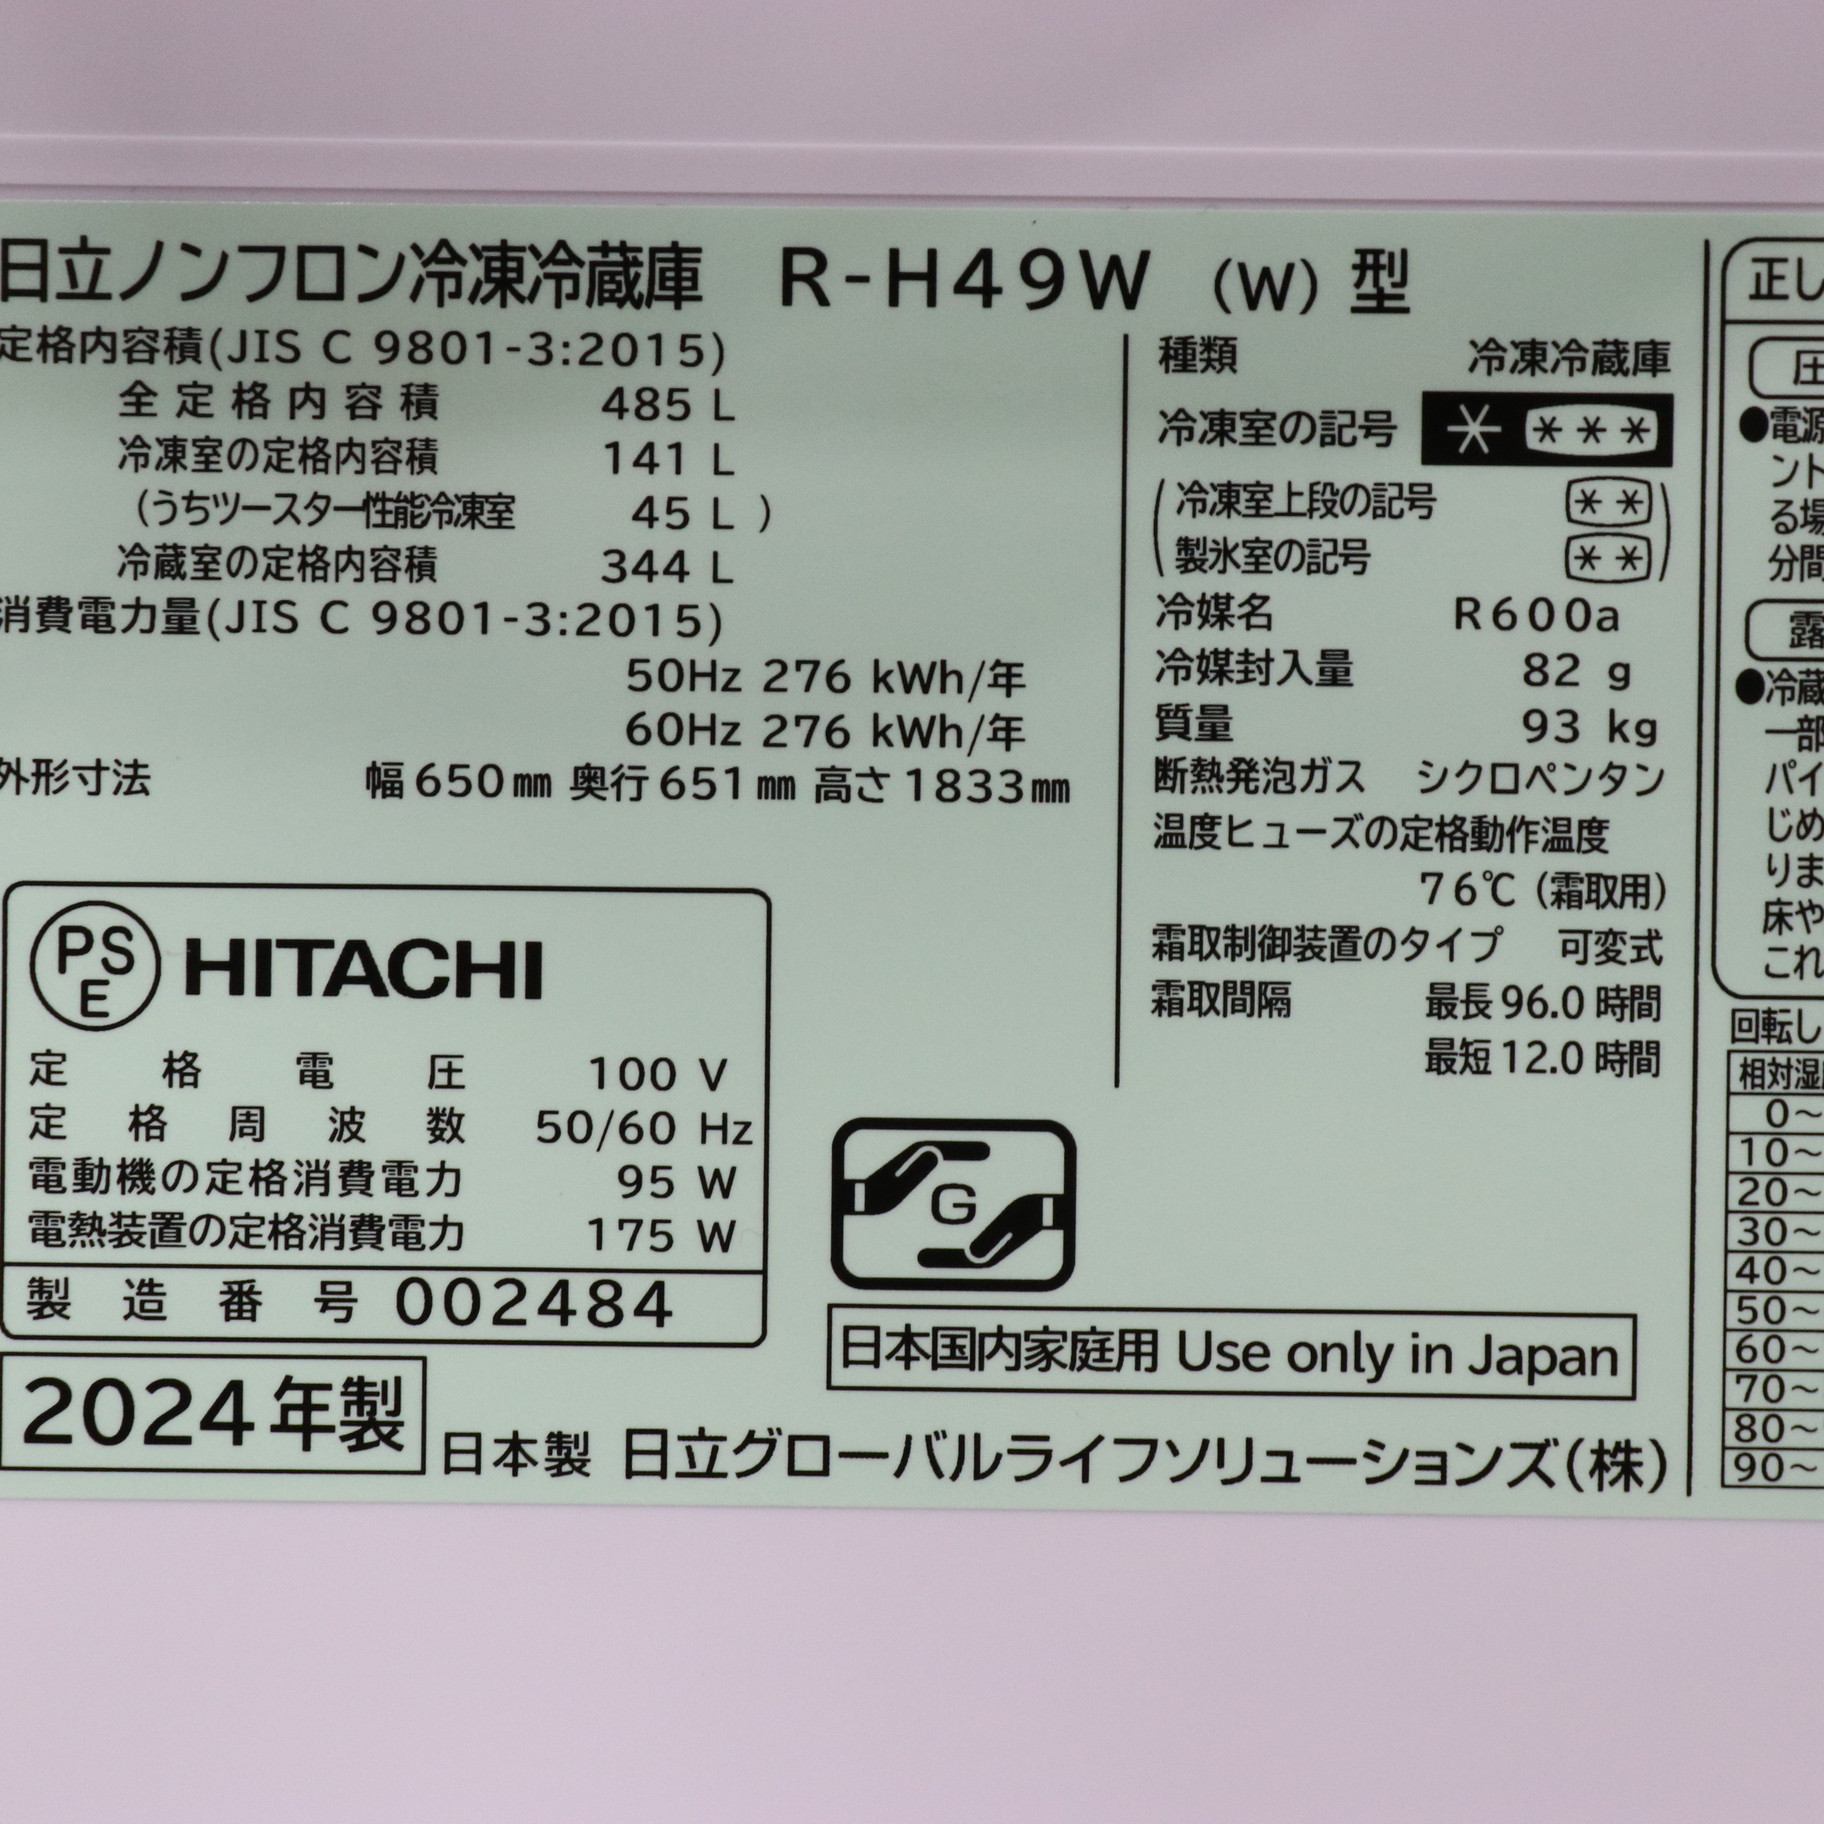 日立ノンフロン冷凍冷蔵庫 R-H49W (W) 型
定格内容積(JIS C 9801-3:2015)
全定格内容積 485 L
冷凍室の定格内容積 141 L
(うちツースター性能冷凍室 45 L )
冷蔵室の定格内容積 344 L
消費電力量(JIS C 9801-3:2015)
50Hz 276 kWh/年
60Hz 276 kWh/年
外形寸法 幅650mm 奥行651mm 高さ1833mm
種類 冷凍冷蔵庫
冷凍室の記号 * ***
(冷凍室上段の記号 **)
(製氷室の記号 **)
冷媒名 R600a
冷媒封入量 82 g
質量 93 kg
断熱発泡ガス シクロペンタン
温度ヒューズの定格動作温度
76℃(霜取用)
霜取制御装置のタイプ 可変式
霜取間隔 最長96.0時間
最短12.0時間
PSE HITACHI
定格電圧 100 V
定格周波数 50/60 Hz
電動機の定格消費電力 95 W
電熱装置の定格消費電力 175 W
製造番号 002484
2024年製
G
日本国内家庭用 Use only in Japan
日本製 日立グローバルライフソリューションズ(株)
正し
圧
●電源
ント
る場
分間
露
●冷蔵
一部
パイ
じめ
りま
床や
これ
回転し
相対湿
0~
10~
20~
30~
40~
50~
60~
70~
80~
90~